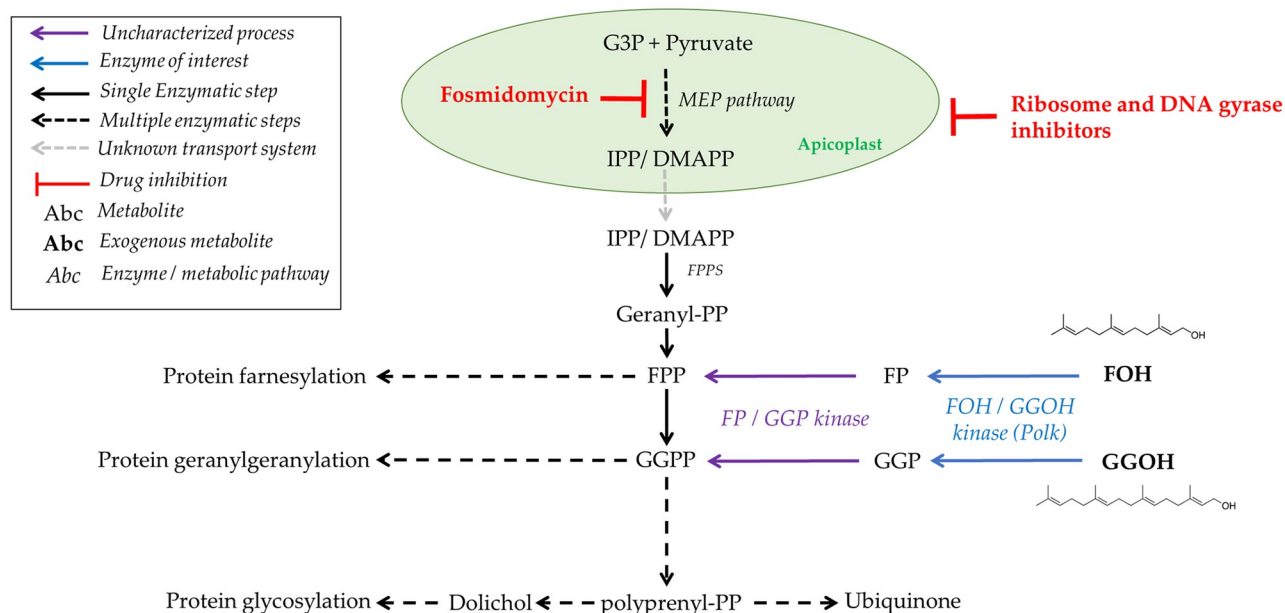 Uncharacterized process
Enzyme of interest
Single Enzymatic step
Multiple enzymatic steps
Unknown transport system
Drug inhibition
Abc Metabolite
Abc Exogenous metabolite
Abc Enzyme / metabolic pathway
G3P + Pyruvate
Fosmidomycin
MEP pathway
Ribosome and DNA gyrase
inhibitors
Apicoplast
IPP/ DMAPP
IPP/ DMAPP
FPPS
Geranyl-PP
OH
Protein farnesylation
FPP
FP
FOH
FP / GGP kinase
FOH / GGOH
kinase (Polk)
Protein geranylgeranylation
GGPP
GGP
GGOH
OH
Protein glycosylation
Dolichol
polyprenyl-PP
Ubiquinone